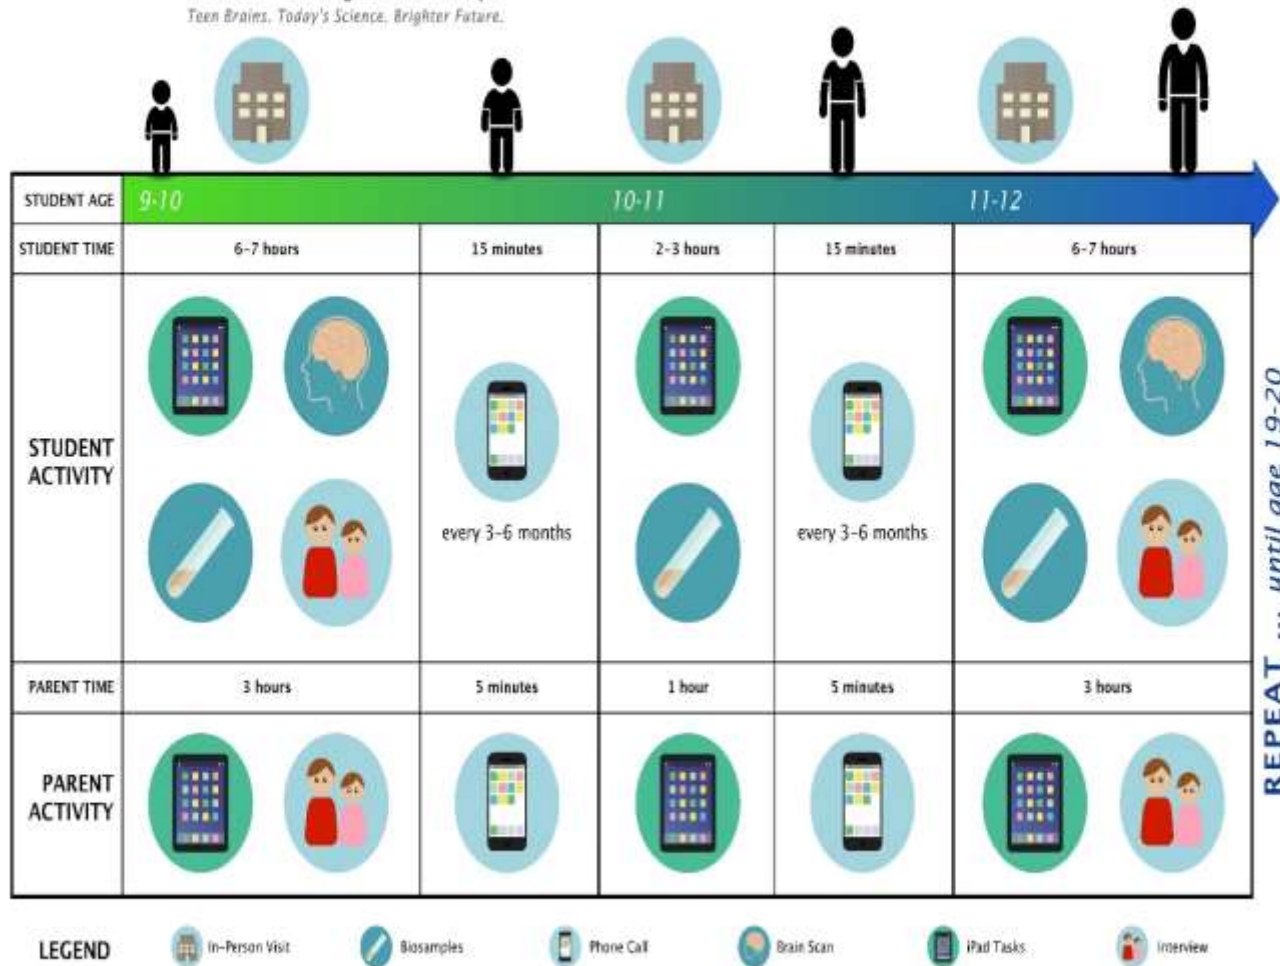 Teen Brains. Today's Science. Brighter Future.
STUDENT AGE 9-10 10-11 11-12
STUDENT TIME 6-7 hours 15 minutes 2-3 hours 15 minutes 6-7 hours
STUDENT
ACTIVITY
every 3-6 months every 3-6 months
PARENT TIME 3 hours 5 minutes 1 hour 5 minutes 3 hours
PARENT
ACTIVITY
REPEAT ... until age 19-20
LEGEND In-Person Visit Biosamples Phone Call Brain Scan iPad Tasks Interview